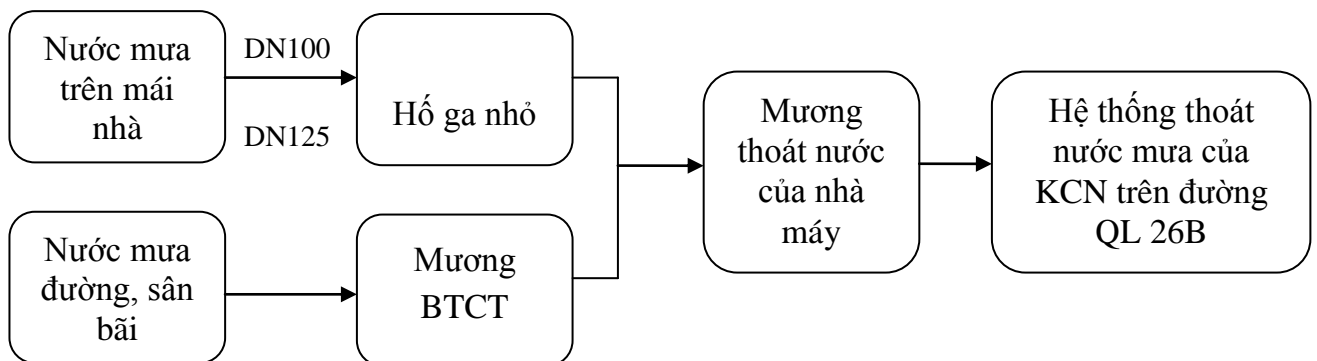 Nước mưa
trên mái
nhà
DN100
DN125
Hố ga nhỏ
Nước mưa
đường, sân
bãi
Mương
BTCT
Mương
thoát nước
của nhà
máy
Hệ thống thoát
nước mưa của
KCN trên đường
QL 26B